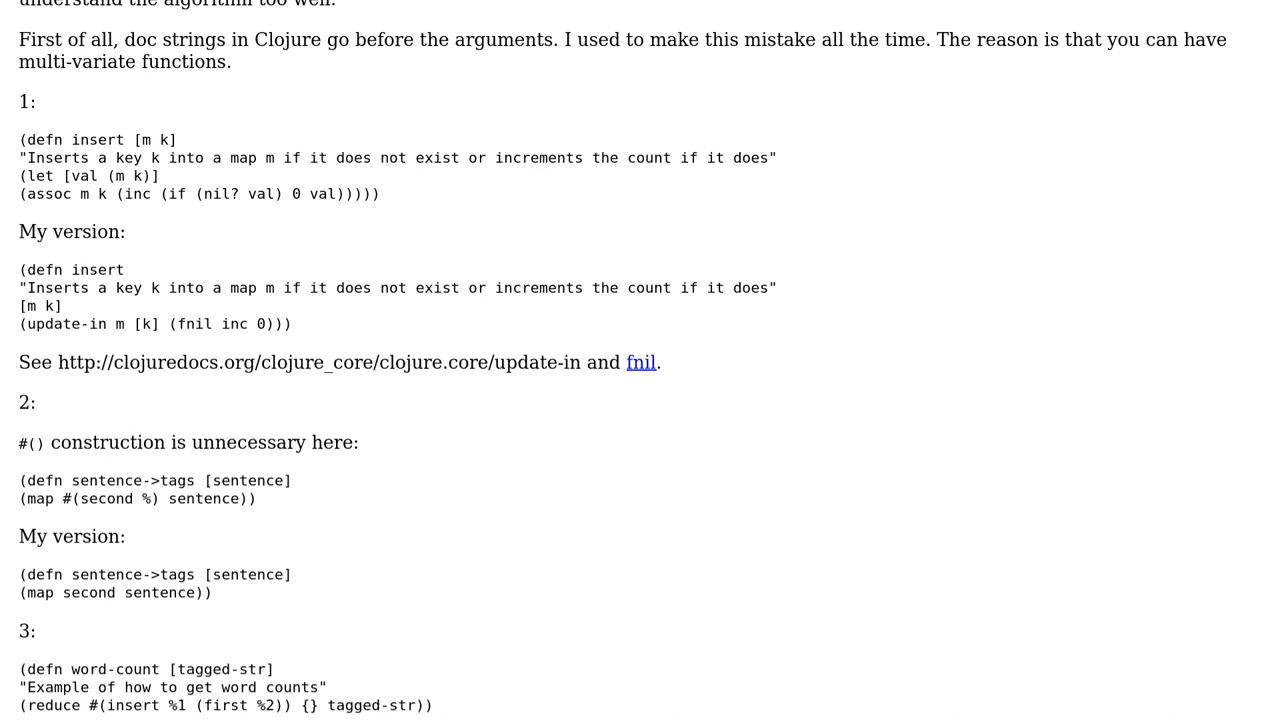 understand the algorithm too well.
First of all, doc strings in Clojure go before the arguments. I used to make this mistake all the time. The reason is that you can have
multi-variate functions.
1:
(defn insert [m k]
"Inserts a key k into a map m if it does not exist or increments the count if it does"
(let [val (m k)]
(assoc m k (inc (if (nil? val) 0 val)))))
My version:
(defn insert
"Inserts a key k into a map m if it does not exist or increments the count if it does"
[m k]
(update-in m [k] (fnil inc 0)))
See http://clojuredocs.org/clojure_core/clojure.core/update-in and fnil.
2:
#() construction is unnecessary here:
(defn sentence->tags [sentence]
(map #(second %) sentence))
My version:
(defn sentence->tags [sentence]
(map second sentence))
3:
(defn word-count [tagged-str]
"Example of how to get word counts"
(reduce #(insert %1 (first %2)) {} tagged-str))